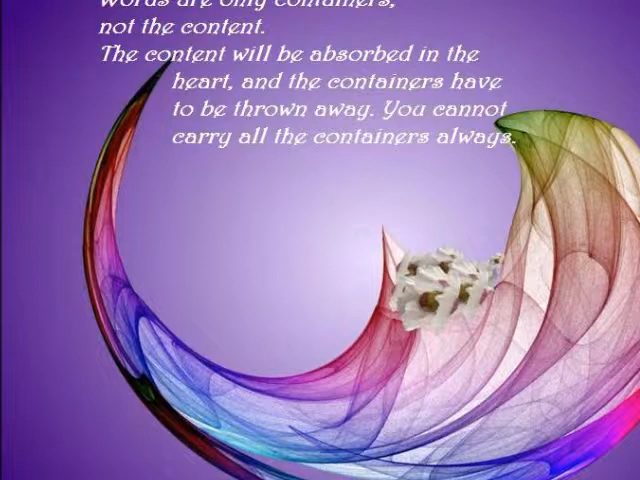 Words are only containers,
not the content.
The content will be absorbed in the
heart, and the containers have
to be thrown away. You cannot
carry all the containers always.